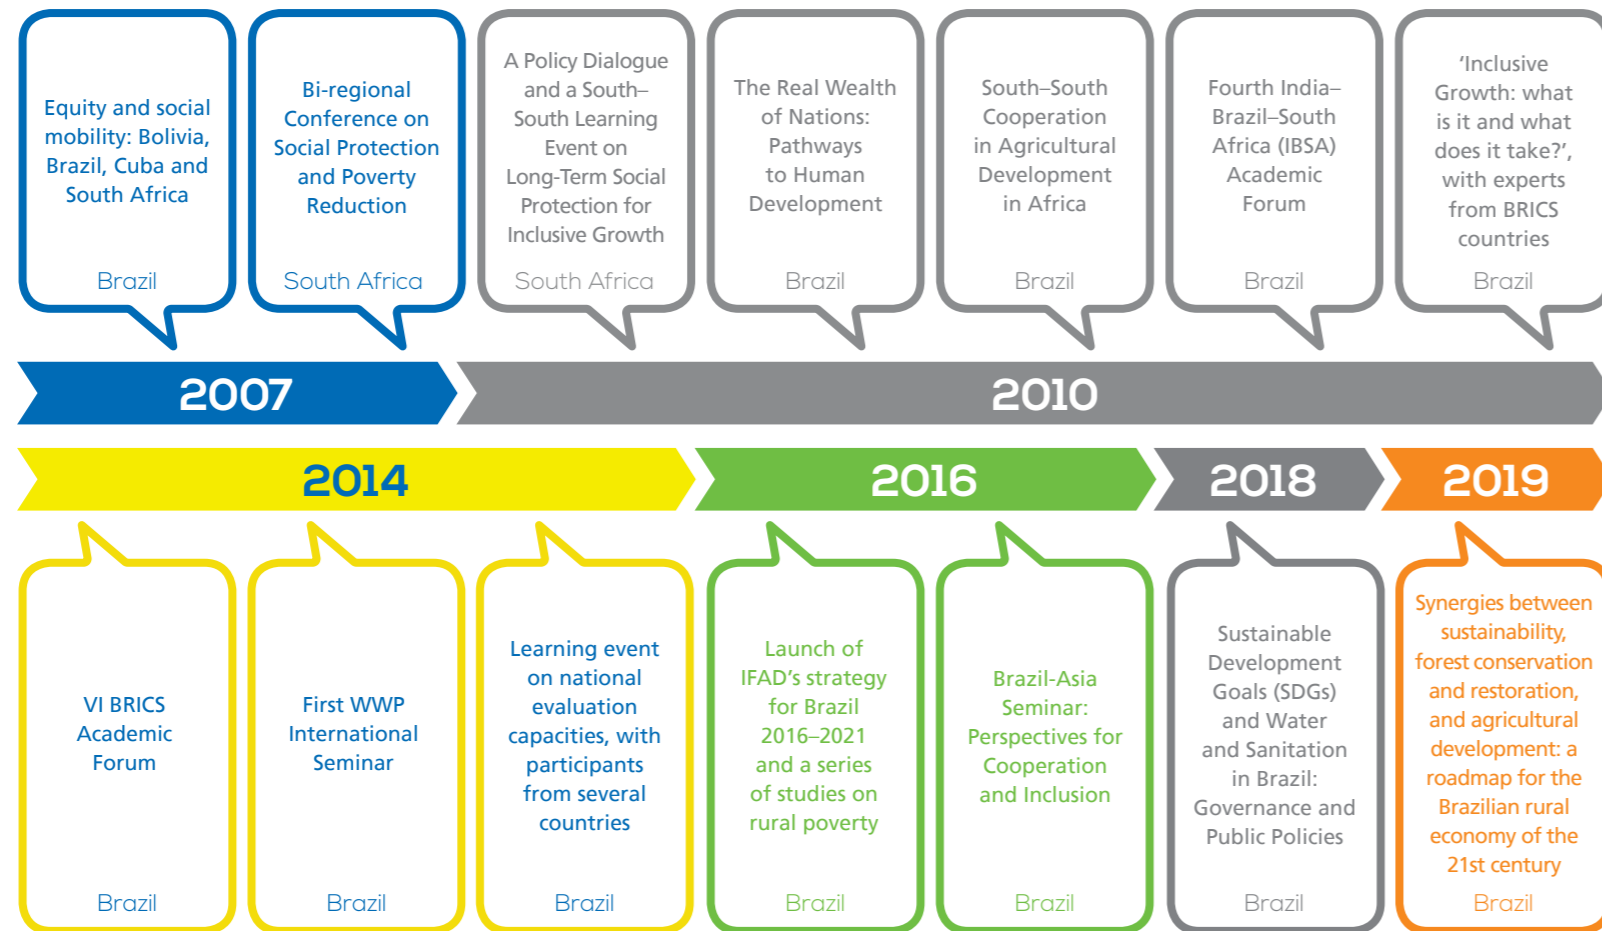 Equity and social
mobility: Bolivia,
Brazil, Cuba and
South Africa
Brazil
Bi-regional
Conference on
Social Protection
and Poverty
Reduction
South Africa
A Policy Dialogue
and a South–
South Learning
Event on
Long-Term Social
Protection for
Inclusive Growth
South Africa
The Real Wealth
of Nations:
Pathways
to Human
Development
Brazil
South–South
Cooperation
in Agricultural
Development
in Africa
Brazil
Fourth India–
Brazil–South
Africa (IBSA)
Academic
Forum
Brazil
‘Inclusive
Growth: what
is it and what
does it take?’,
with experts
from BRICS
countries
Brazil
2007
2010
2014
2016
2018
2019
VI BRICS
Academic
Forum
Brazil
First WWP
International
Seminar
Brazil
Learning event
on national
evaluation
capacities, with
participants
from several
countries
Brazil
Launch of
IFAD’s strategy
for Brazil
2016–2021
and a series
of studies on
rural poverty
Brazil
Brazil-Asia
Seminar:
Perspectives for
Cooperation
and Inclusion
Brazil
Sustainable
Development
Goals (SDGs)
and Water
and Sanitation
in Brazil:
Governance and
Public Policies
Brazil
Synergies between
sustainability,
forest conservation
and restoration,
and agricultural
development: a
roadmap for the
Brazilian rural
economy of the
21st century
Brazil